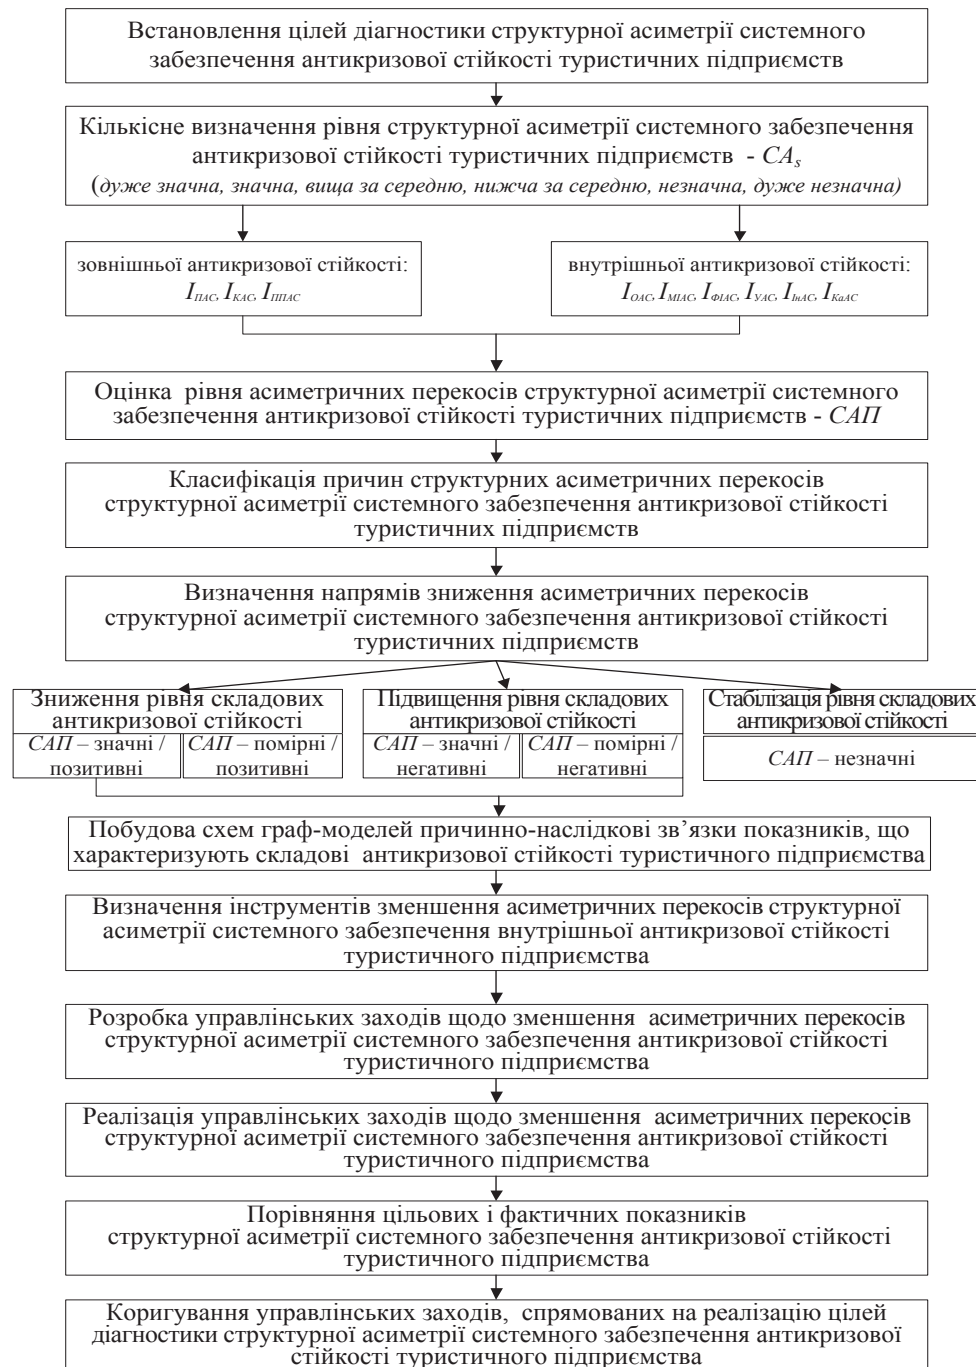 Встановлення цілей діагностики структурної асиметрії системного
забезпечення антикризової стійкості туристичних підприємств
Кількісне визначення рівня структурної асиметрії системного забезпечення
антикризової стійкості туристичних підприємств - CAs
(дуже значна, значна, вища за середню, нижча за середню, незначна, дуже незначна)
зовнішньої антикризової стійкості:
IПАС, IКАС, IППАС
внутрішньої антикризової стійкості:
IОАС, IМІАС, IФІАС, IУАС, IІнАС, IКаАС
Оцінка рівня асиметричних перекосів структурної асиметрії системного
забезпечення антикризової стійкості туристичних підприємств - САП
Класифікація причин структурних асиметричних перекосів
структурної асиметрії системного забезпечення антикризової стійкості
туристичних підприємств
Визначення напрямів зниження асиметричних перекосів
структурної асиметрії системного забезпечення антикризової стійкості
туристичних підприємств
Зниження рівня складових
антикризової стійкості
САП – значні /
позитивні
САП – помірні /
позитивні
Підвищення рівня складових
антикризової стійкості
САП – значні /
негативні
САП – помірні /
негативні
Стабілізація рівня складових
антикризової стійкості
САП – незначні
Побудова схем граф-моделей причинно-наслідкові зв’язки показників, що
характеризують складові антикризової стійкості туристичного підприємства
Визначення інструментів зменшення асиметричних перекосів структурної
асиметрії системного забезпечення внутрішньої антикризової стійкості
туристичного підприємства
Розробка управлінських заходів щодо зменшення асиметричних перекосів
структурної асиметрії системного забезпечення антикризової стійкості
туристичного підприємства
Реалізація управлінських заходів щодо зменшення асиметричних перекосів
структурної асиметрії системного забезпечення антикризової стійкості
туристичного підприємства
Порівняння цільових і фактичних показників
структурної асиметрії системного забезпечення антикризової стійкості
туристичного підприємства
Коригування управлінських заходів, спрямованих на реалізацію цілей
діагностики структурної асиметрії системного забезпечення антикризової
стійкості туристичного підприємства